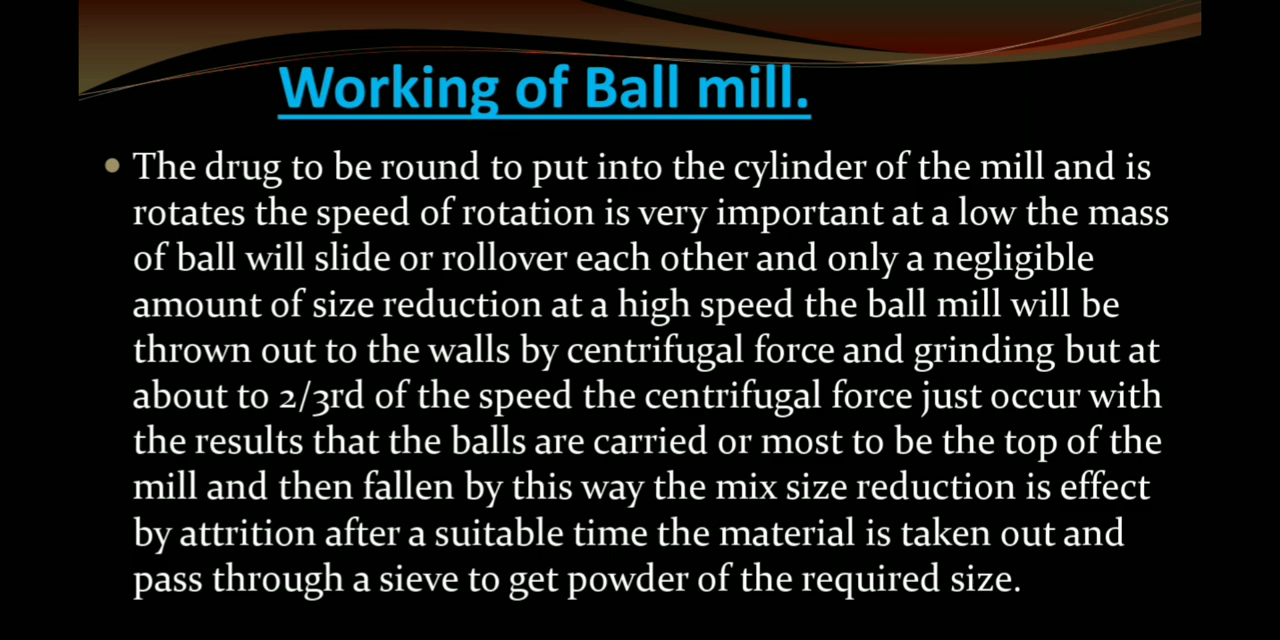 Working of Ball mill.
• The drug to be round to put into the cylinder of the mill and is
rotates the speed of rotation is very important at a low the mass
of ball will slide or rollover each other and only a negligible
amount of size reduction at a high speed the ball mill will be
thrown out to the walls by centrifugal force and grinding but at
about to 2/3rd of the speed the centrifugal force just occur with
the results that the balls are carried or most to be the top of the
mill and then fallen by this way the mix size reduction is effect
by attrition after a suitable time the material is taken out and
pass through a sieve to get powder of the required size.